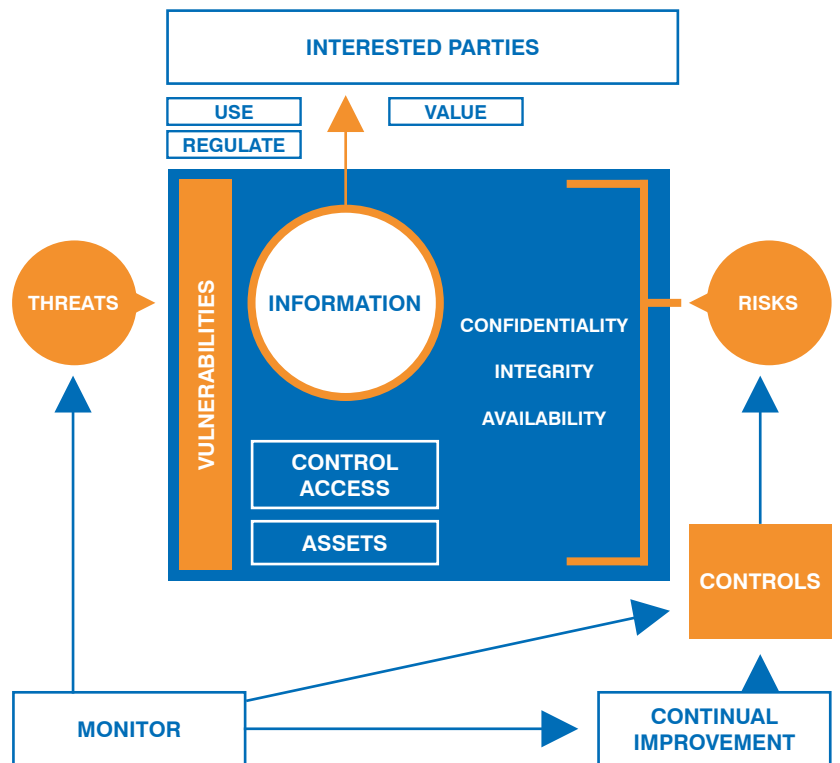 INTERESTED PARTIES
USE
VALUE
REGULATE
THREATS
VULNERABILITIES
INFORMATION
CONFIDENTIALITY
INTEGRITY
AVAILABILITY
RISKS
CONTROL
ACCESS
ASSETS
CONTROLS
MONITOR
CONTINUAL
IMPROVEMENT